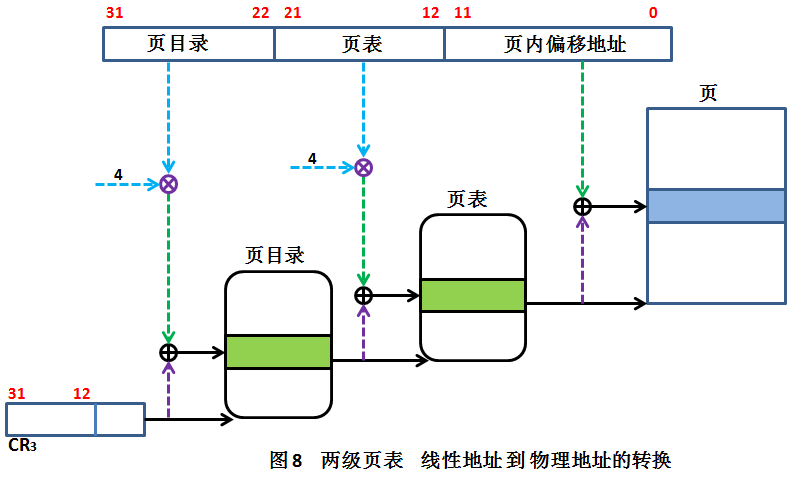 31 22 21 12 11 0
页目录 页表 页内偏移地址
页
4 4
页表
页目录
31 12
CR3
图8 两级页表 线性地址到物理地址的转换